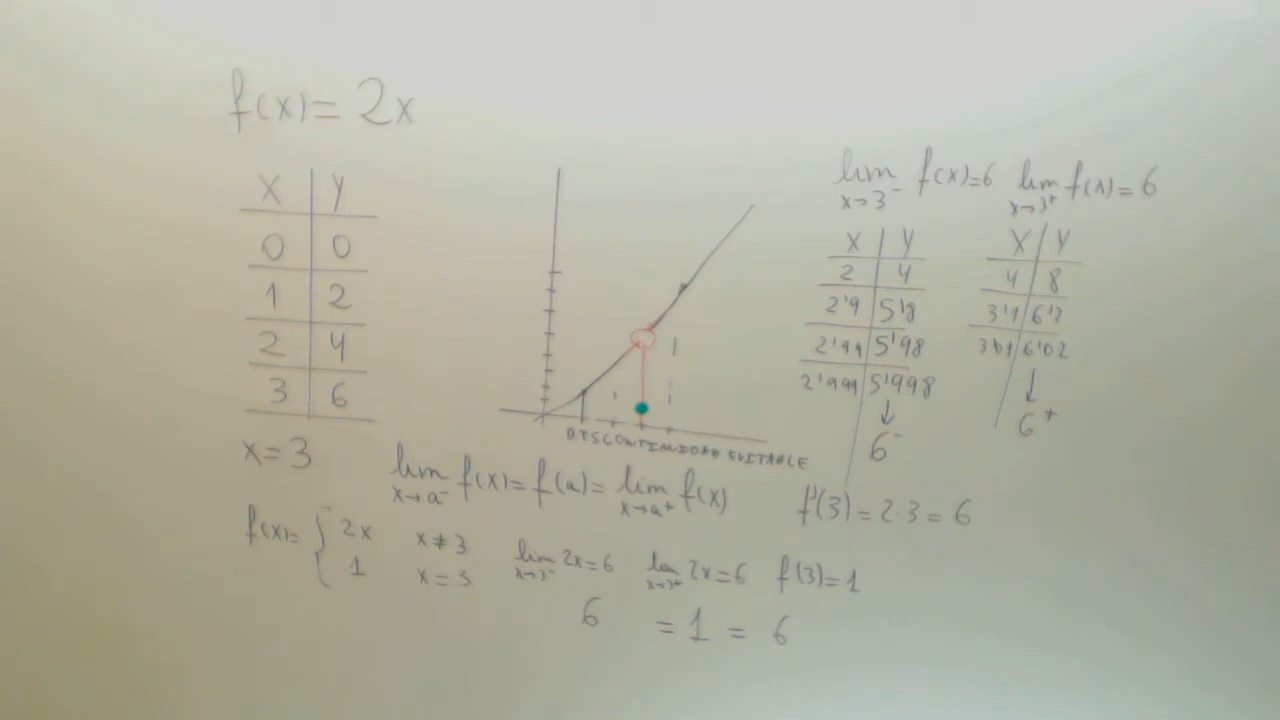 f(x)= 2x
X Y
0 0
1 2
2 4
3 6
x=3
DISCONTINUIDAD EVITABLE
lim f(x)=6
x→3⁻
X Y
2 4
2'9 5'8
2'99 5'98
2'999 5'998
↓
6⁻
lim f(x)=6
x→3⁺
X Y
4 8
3'1 6'2
3'01 6'02
↓
6⁺
lim f(x)= f(a)= lim f(x)
x→a⁻ x→a⁺
f(3)=2·3=6
f(x)= { 2x x≠3
1 x=3
lim 2x=6 lim 2x=6 f(3)=1
x→3⁻ x→3⁺
6 = 1 = 6